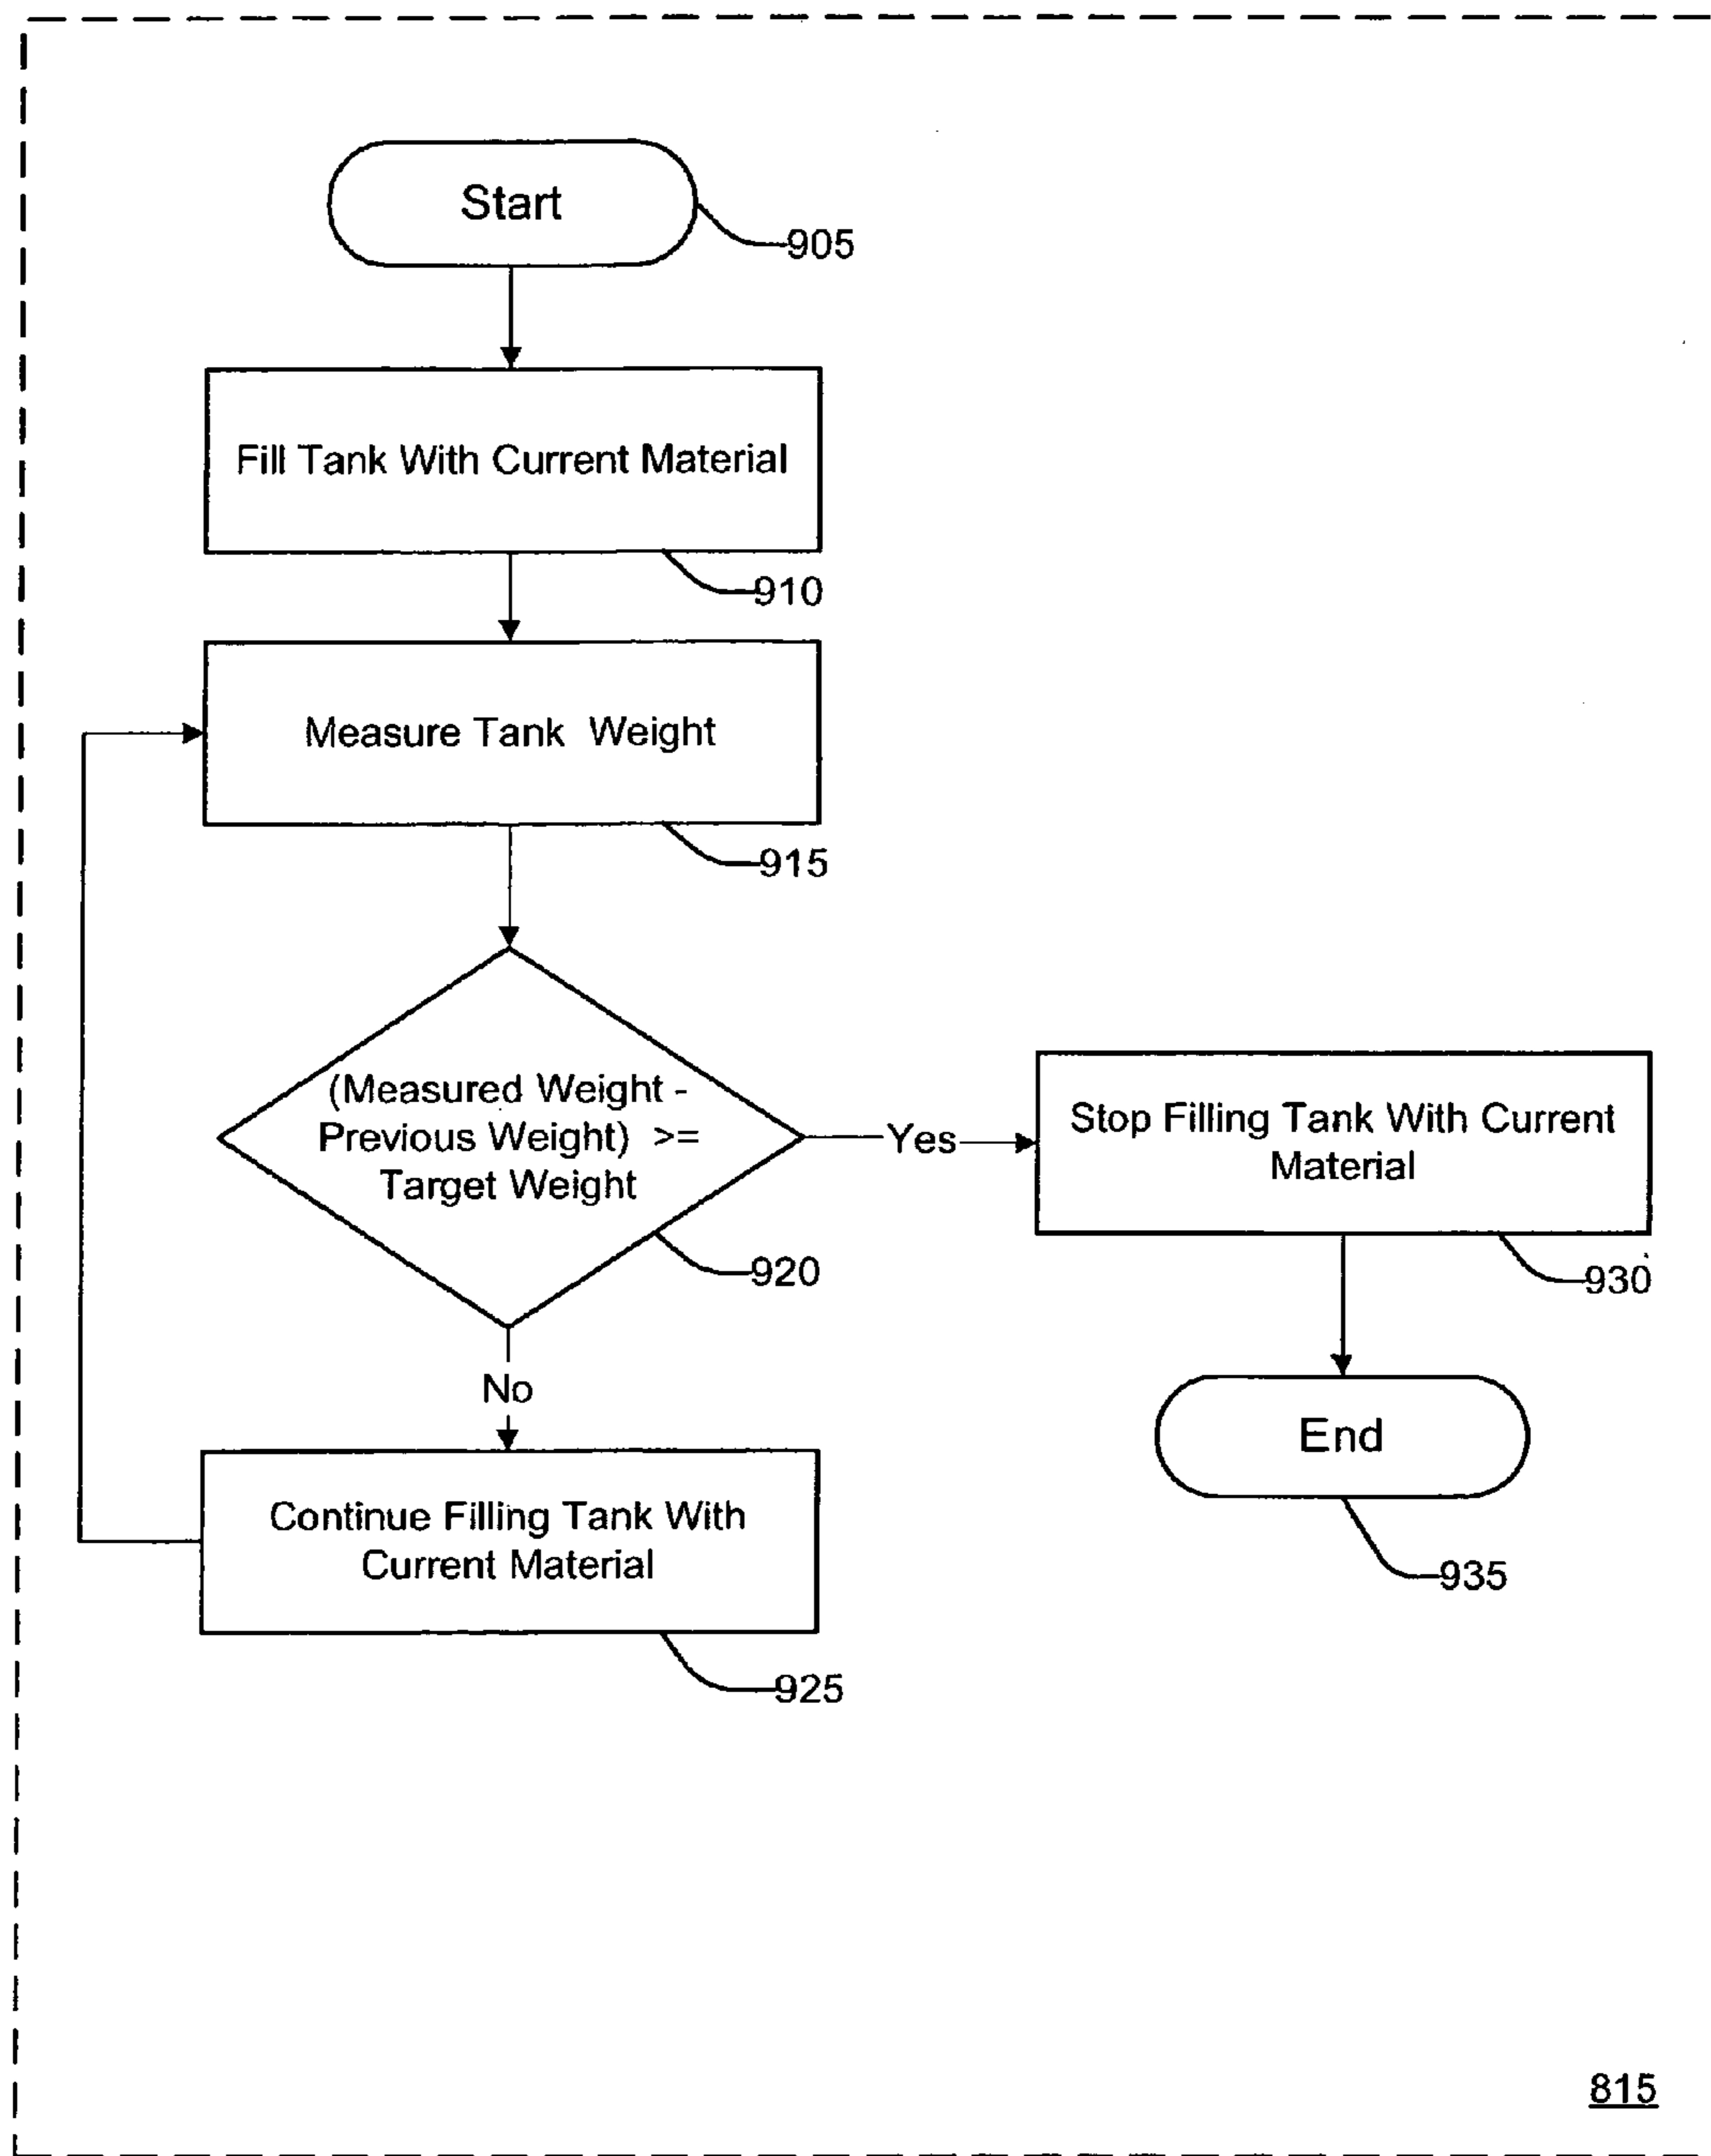 Start
905
Fill Tank With Current Material
910
Measure Tank Weight
915
(Measured Weight -
Previous Weight) >=
Target Weight
920
Yes
Stop Filling Tank With Current
Material
930
No
End
935
Continue Filling Tank With
Current Material
925
815